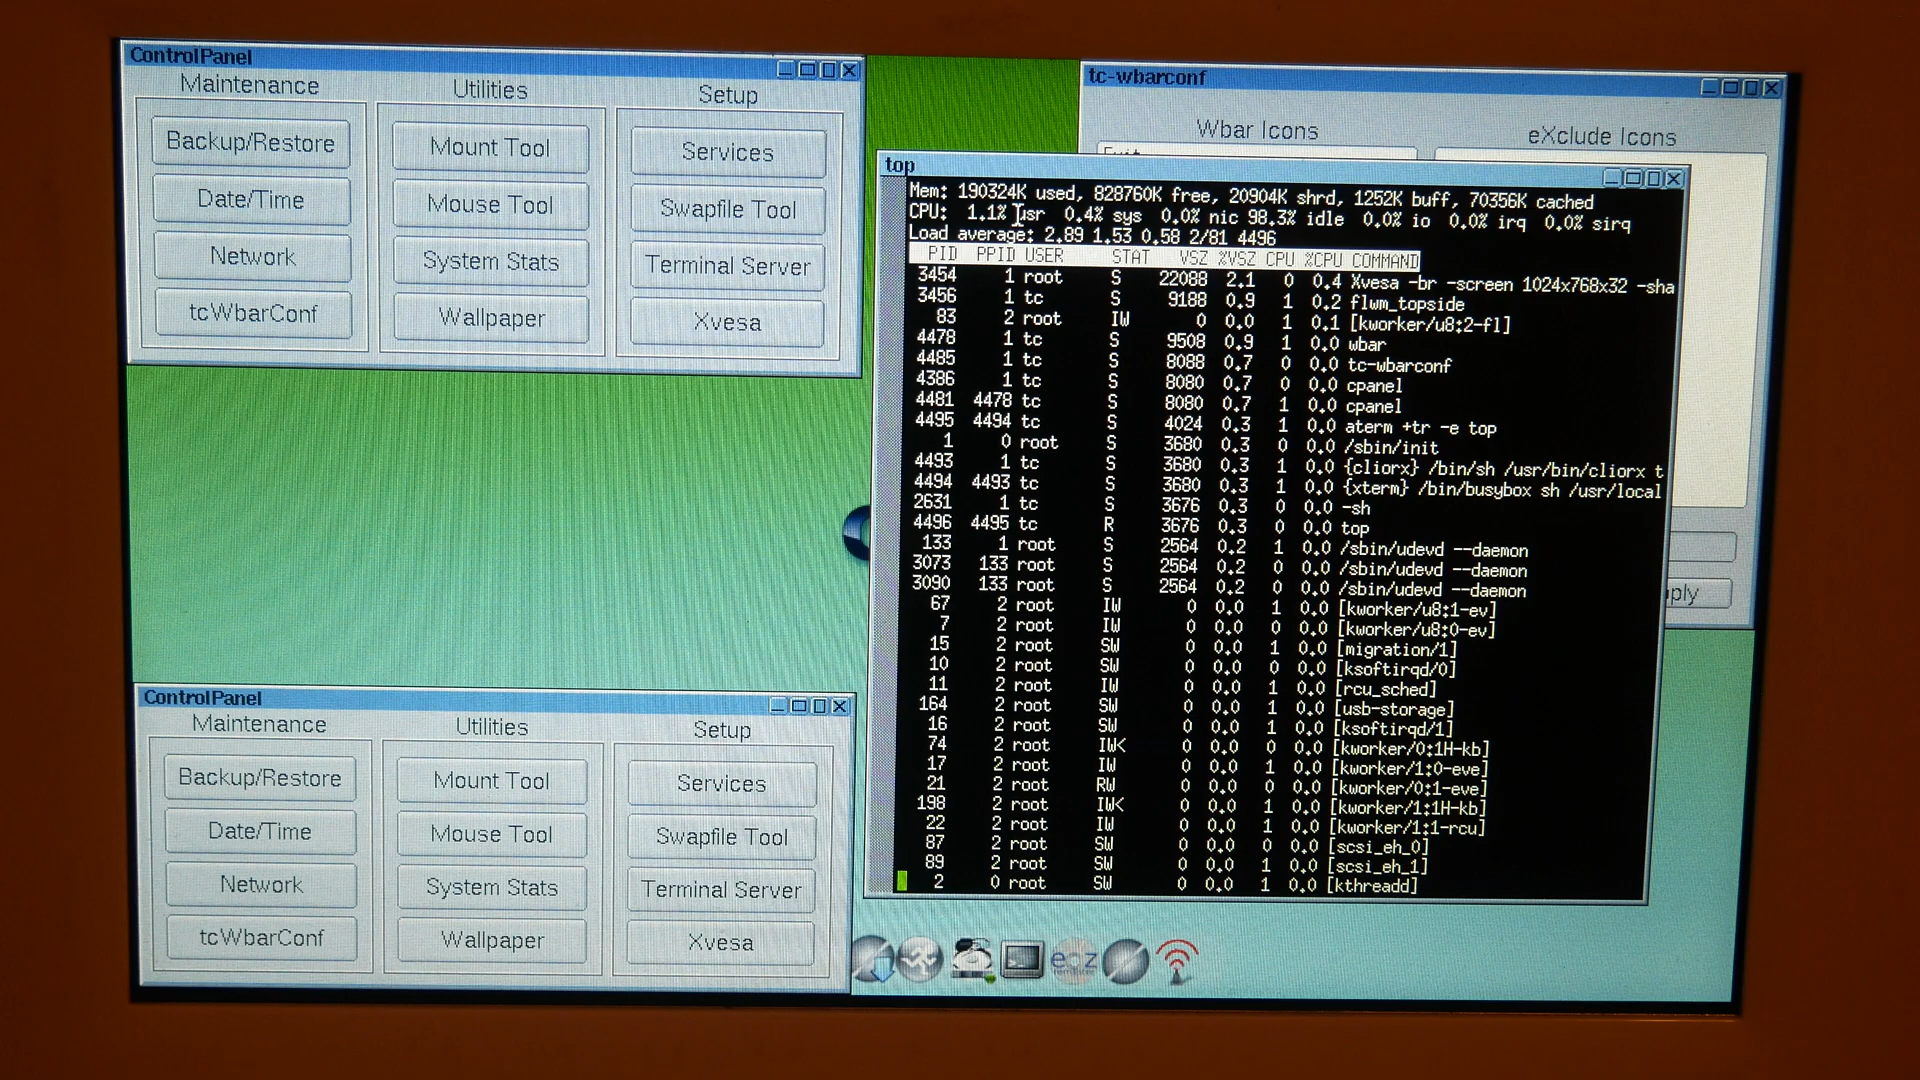 ControlPanel
Maintenance
Utilities
Setup
Backup/Restore
Mount Tool
Services
Date/Time
Mouse Tool
Swapfile Tool
Network
System Stats
Terminal Server
tcWbarConf
Wallpaper
Xvesa
tc-wbarconf
Wbar Icons
eXclude Icons
top
Mem: 190324K used, 828760K free, 20904K shrd, 1252K buff, 70356K cached
CPU:  1.1% usr  0.4% sys  0.0% nic 98.3% idle  0.0% io  0.0% irq  0.0% sirq
Load average: 2.89 1.53 0.58 2/81 4496
PID PPID USER STAT VSZ %VSZ CPU %CPU COMMAND
3454 1 root S 22088 2.1 0 0.4 Xvesa -br -screen 1024x768x32 -sha
3456 1 tc S 9188 0.9 1 0.2 flwm_topside
83 2 root IW 0 0.0 1 0.1 [kworker/u8:2-fl]
4478 1 tc S 9508 0.9 1 0.0 wbar
4485 1 tc S 8088 0.7 0 0.0 tc-wbarconf
4386 1 tc S 8080 0.7 0 0.0 cpanel
4481 4478 tc S 8080 0.7 1 0.0 cpanel
4495 4494 tc S 4024 0.3 1 0.0 aterm +tr -e top
1 0 root S 3680 0.3 0 0.0 /sbin/init
4493 1 tc S 3680 0.3 1 0.0 {cliorx} /bin/sh /usr/bin/cliorx t
4494 4493 tc S 3680 0.3 1 0.0 {xterm} /bin/busybox sh /usr/local
2631 1 tc S 3676 0.3 0 0.0 -sh
4496 4495 tc R 3676 0.3 0 0.0 top
133 1 root S 2564 0.2 1 0.0 /sbin/udevd --daemon
3073 133 root S 2564 0.2 0 0.0 /sbin/udevd --daemon
3090 133 root S 2564 0.2 0 0.0 /sbin/udevd --daemon
67 2 root IW 0 0.0 1 0.0 [kworker/u8:1-ev]
7 2 root IW 0 0.0 0 0.0 [kworker/u8:0-ev]
15 2 root SW 0 0.0 1 0.0 [migration/1]
10 2 root SW 0 0.0 0 0.0 [ksoftirqd/0]
11 2 root IW 0 0.0 1 0.0 [rcu_sched]
164 2 root SW 0 0.0 1 0.0 [usb-storage]
16 2 root SW 0 0.0 1 0.0 [ksoftirqd/1]
74 2 root IW< 0 0.0 0 0.0 [kworker/0:1H-kb]
17 2 root IW 0 0.0 1 0.0 [kworker/1:0-eve]
21 2 root RW 0 0.0 0 0.0 [kworker/0:1-eve]
198 2 root IW< 0 0.0 1 0.0 [kworker/1:1H-kb]
22 2 root IW 0 0.0 1 0.0 [kworker/1:1-rcu]
87 2 root SW 0 0.0 0 0.0 [scsi_eh_0]
89 2 root SW 0 0.0 1 0.0 [scsi_eh_1]
2 0 root SW 0 0.0 1 0.0 [kthreadd]
ControlPanel
Maintenance
Utilities
Setup
Backup/Restore
Mount Tool
Services
Date/Time
Mouse Tool
Swapfile Tool
Network
System Stats
Terminal Server
tcWbarConf
Wallpaper
Xvesa